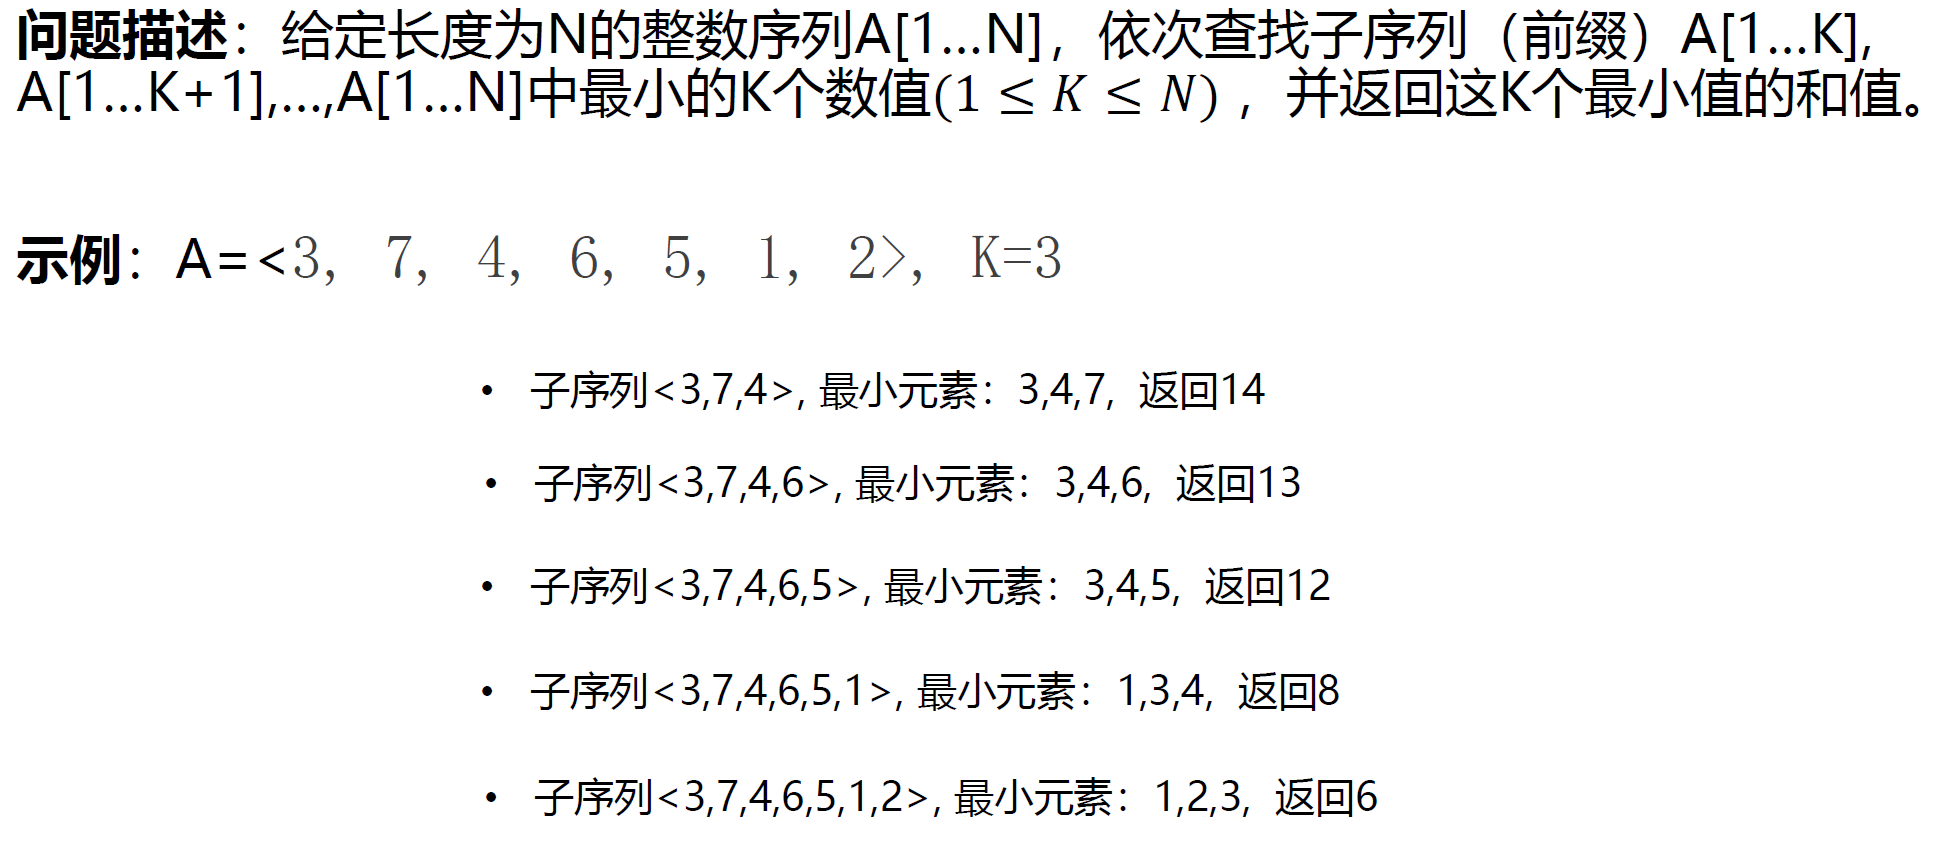 问题描述：给定长度为N的整数序列A[1…N]，依次查找子序列（前缀）A[1…K],
A[1…K+1],…,A[1…N]中最小的K个数值(1 ≤ K ≤ N)，并返回这K个最小值的和值。
示例：A=<3, 7, 4, 6, 5, 1, 2>, K=3
• 子序列<3,7,4>, 最小元素：3,4,7, 返回14
• 子序列<3,7,4,6>, 最小元素：3,4,6, 返回13
• 子序列<3,7,4,6,5>, 最小元素：3,4,5, 返回12
• 子序列<3,7,4,6,5,1>, 最小元素：1,3,4, 返回8
• 子序列<3,7,4,6,5,1,2>, 最小元素：1,2,3, 返回6